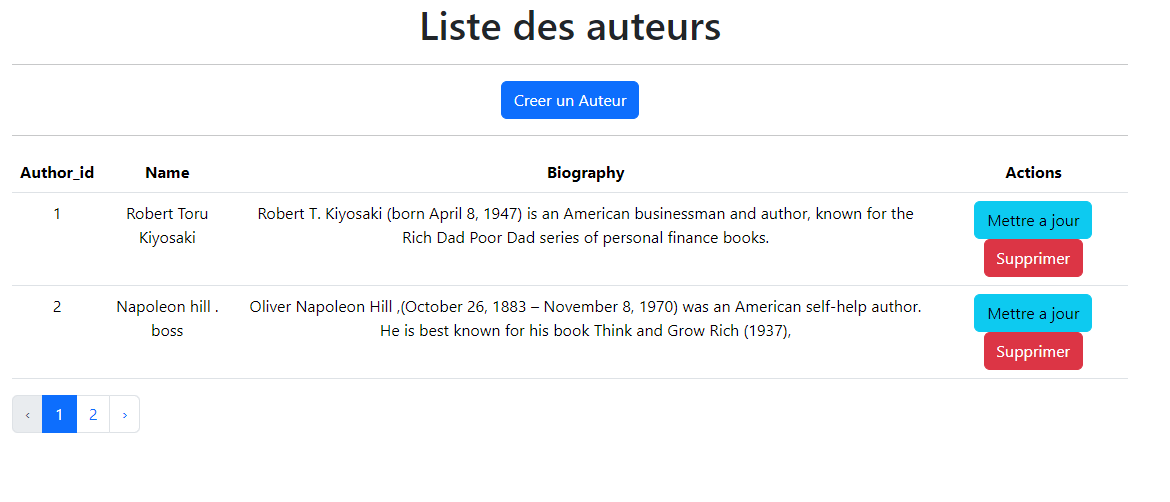 Liste des auteurs
Creer un Auteur
Author_id Name Biography Actions
1 Robert Toru Kiyosaki Robert T. Kiyosaki (born April 8, 1947) is an American businessman and author, known for the
Rich Dad Poor Dad series of personal finance books.
Mettre a jour
Supprimer
2 Napoleon hill . boss Oliver Napoleon Hill ,(October 26, 1883 – November 8, 1970) was an American self-help author.
He is best known for his book Think and Grow Rich (1937),
Mettre a jour
Supprimer
‹ 1 2 ›